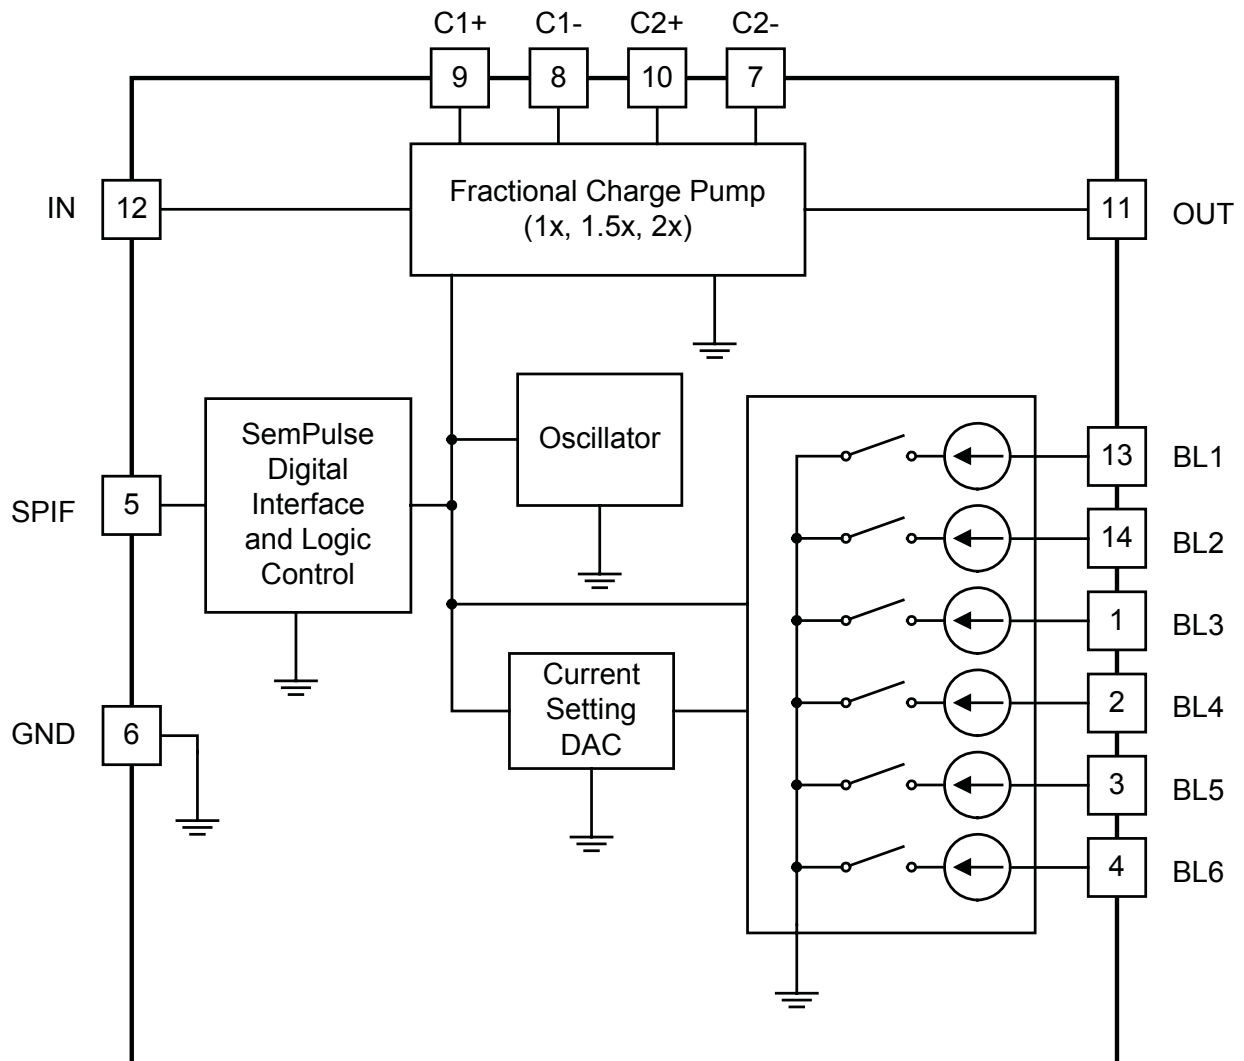 C1+ C1- C2+ C2-
9 8 10 7
IN 12
Fractional Charge Pump
(1x, 1.5x, 2x)
11 OUT
SemPulse
Digital
Interface
and Logic
Control
Oscillator
SPIF 5
GND 6
Current
Setting
DAC
13 BL1
14 BL2
1 BL3
2 BL4
3 BL5
4 BL6